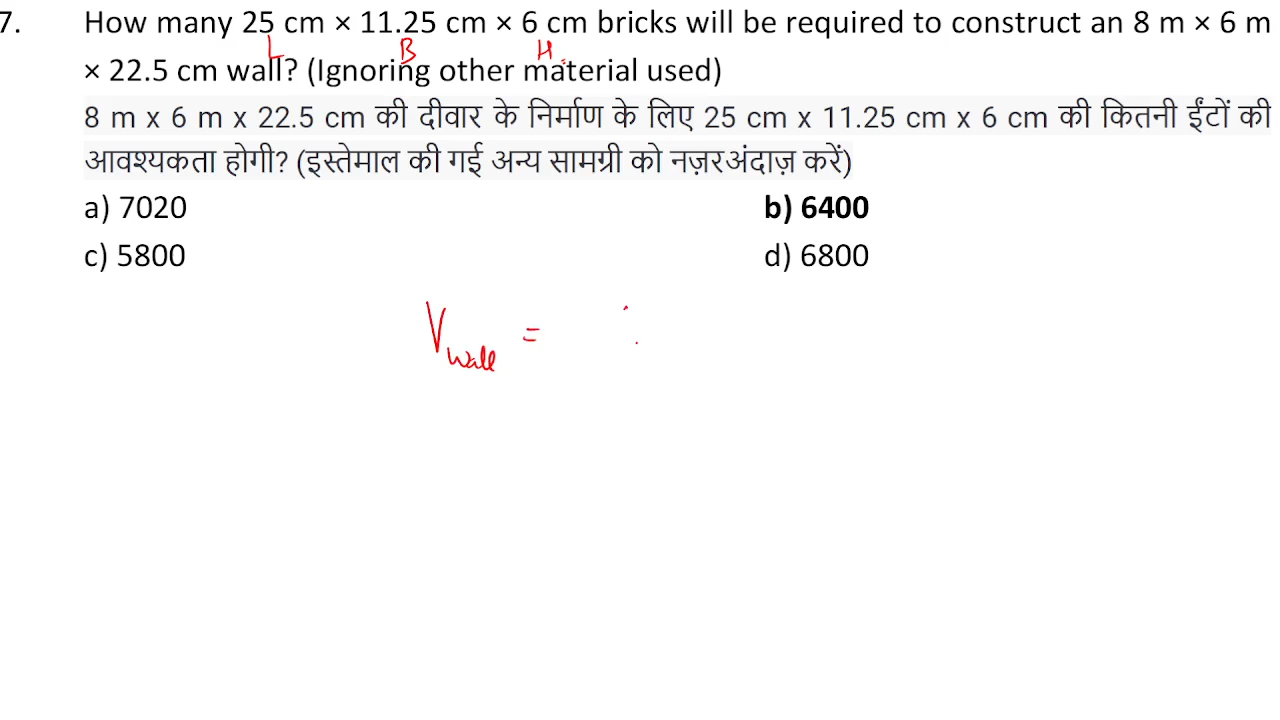 7. How many 25 cm × 11.25 cm × 6 cm bricks will be required to construct an 8 m × 6 m
L B H
× 22.5 cm wall? (Ignoring other material used)
8 m x 6 m x 22.5 cm की दीवार के निर्माण के लिए 25 cm x 11.25 cm x 6 cm की कितनी ईंटों की
आवश्यकता होगी? (इस्तेमाल की गई अन्य सामग्री को नज़रअंदाज़ करें)
a) 7020 b) 6400
c) 5800 d) 6800
V wall =